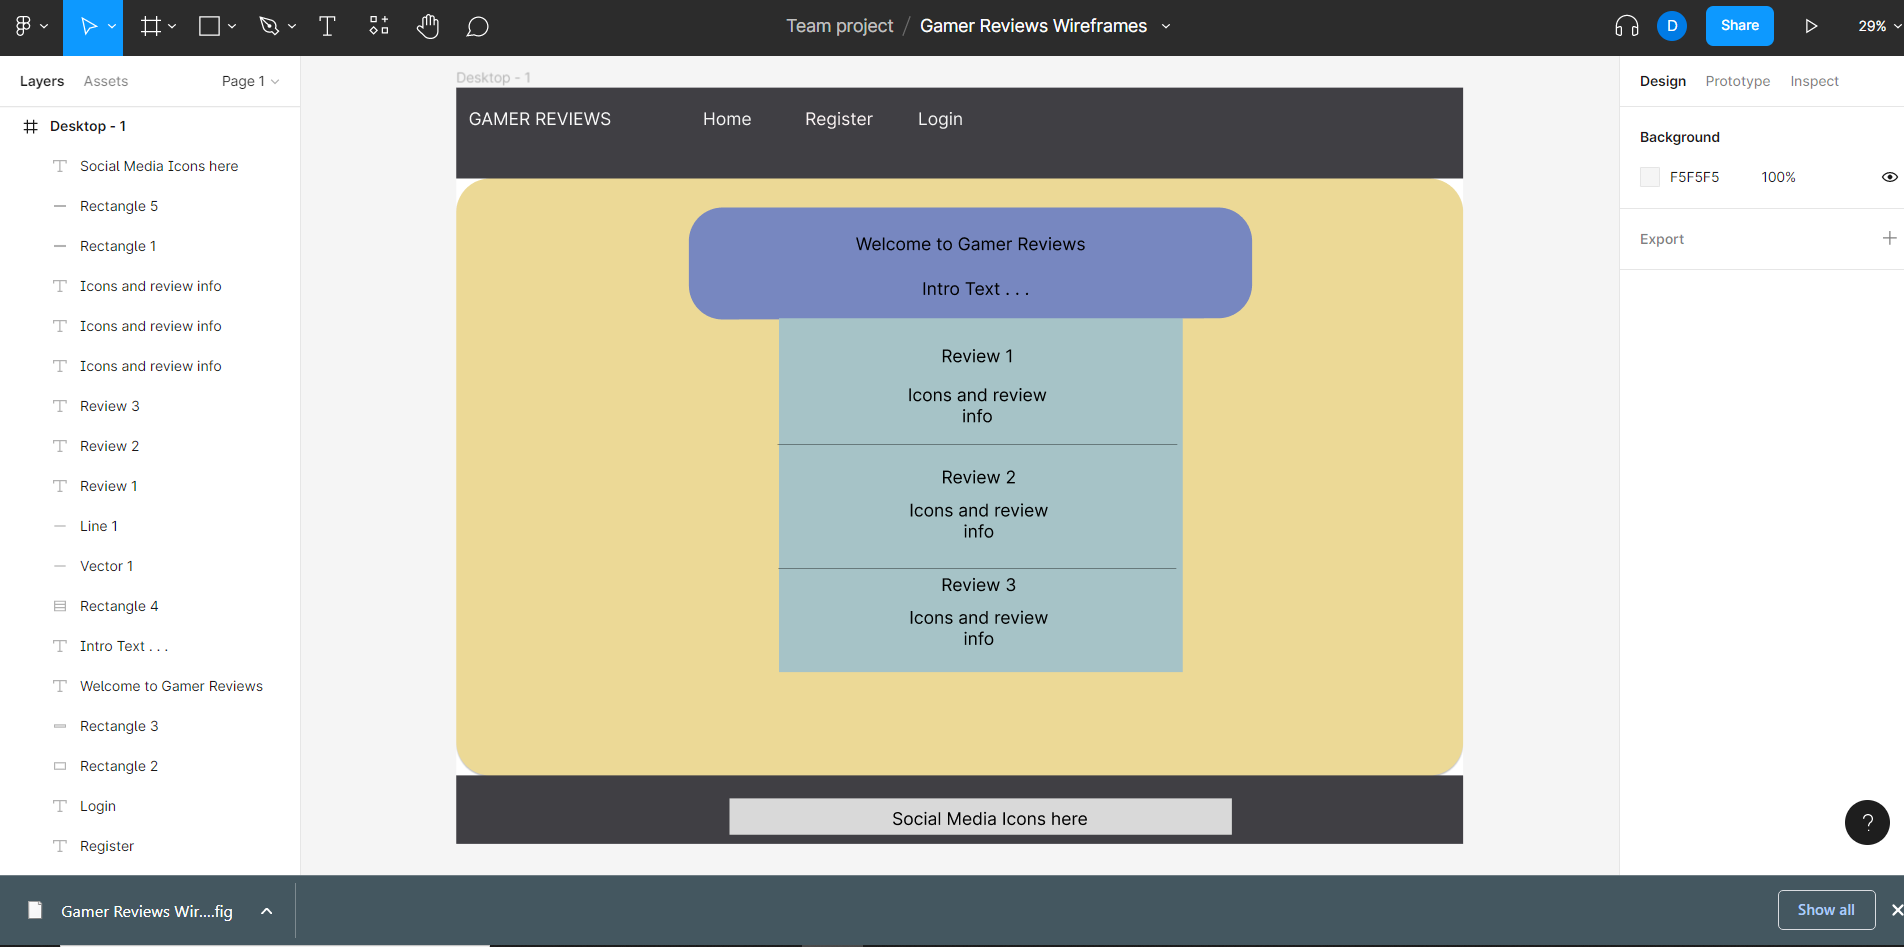 Team project / Gamer Reviews Wireframes
D
Share
29%
Layers
Assets
Page 1
Desktop - 1
Social Media Icons here
Rectangle 5
Rectangle 1
Icons and review info
Icons and review info
Icons and review info
Review 3
Review 2
Review 1
Line 1
Vector 1
Rectangle 4
Intro Text . . .
Welcome to Gamer Reviews
Rectangle 3
Rectangle 2
Login
Register
Desktop - 1
GAMER REVIEWS
Home
Register
Login
Welcome to Gamer Reviews
Intro Text . . .
Review 1
Icons and review
info
Review 2
Icons and review
info
Review 3
Icons and review
info
Social Media Icons here
Design
Prototype
Inspect
Background
F5F5F5
100%
Export
?
Gamer Reviews Wir....fig
Show all